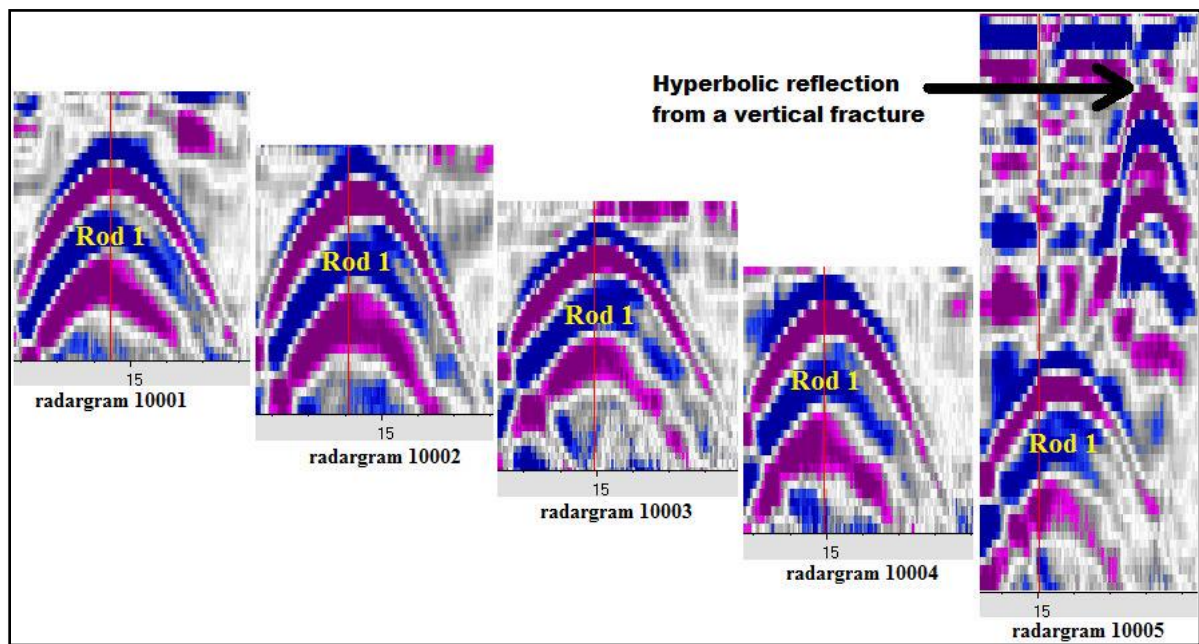 Hyperbolic reflection
from a vertical fracture
Rod 1
15
radargram 10001
Rod 1
15
radargram 10002
Rod 1
15
radargram 10003
Rod 1
15
radargram 10004
Rod 1
15
radargram 10005